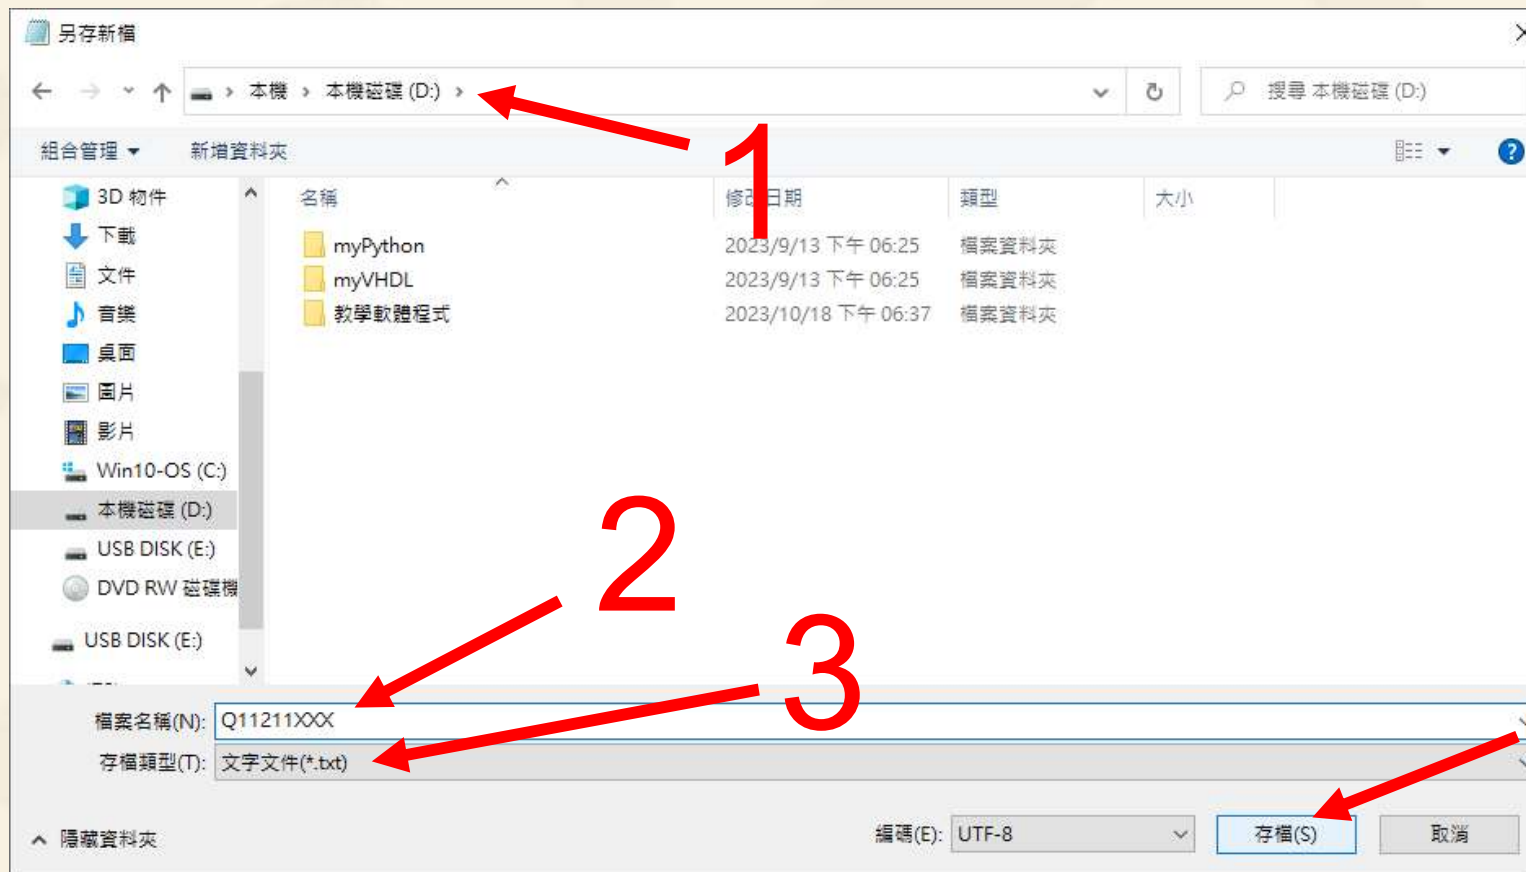 另存新檔
本機 › 本機磁碟 (D:) ›
搜尋 本機磁碟 (D:)
1
組合管理 新增資料夾
名稱 修改日期 類型 大小
3D 物件
下載
文件
音樂
桌面
圖片
影片
Win10-OS (C:)
本機磁碟 (D:)
USB DISK (E:)
DVD RW 磁碟機
USB DISK (E:)
myPython 2023/9/13 下午 06:25 檔案資料夾
myVHDL 2023/9/13 下午 06:25 檔案資料夾
教學軟體程式 2023/10/18 下午 06:37 檔案資料夾
2
3
檔案名稱(N): Q11211XXX
存檔類型(T): 文字文件(*.txt)
隱藏資料夾
編碼(E): UTF-8
存檔(S)
取消